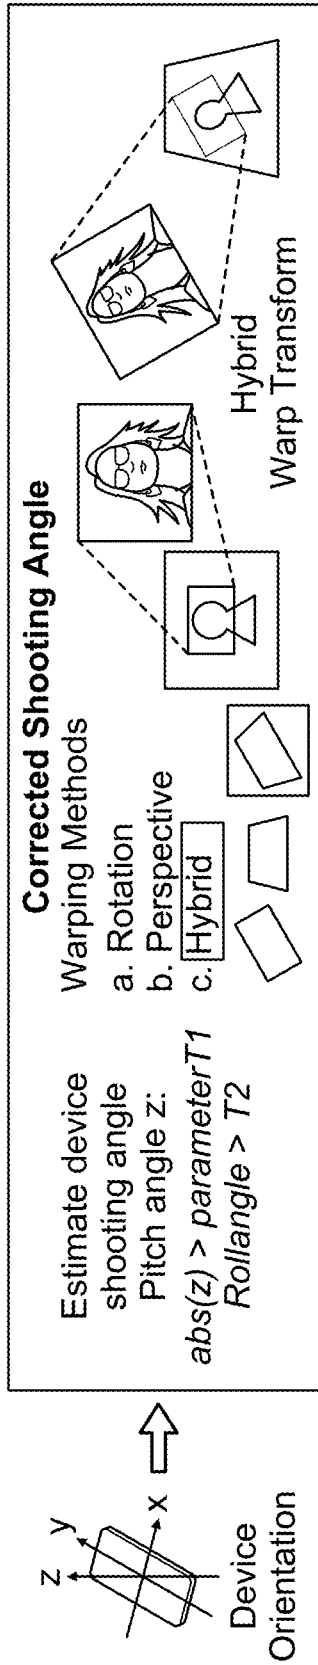 z
y
x
Device
Orientation
Corrected Shooting Angle
Estimate device
shooting angle
Pitch angle z:
abs(z) > parameterT1
Rollangle > T2
Warping Methods
a. Rotation
b. Perspective
c. Hybrid
Hybrid
Warp Transform